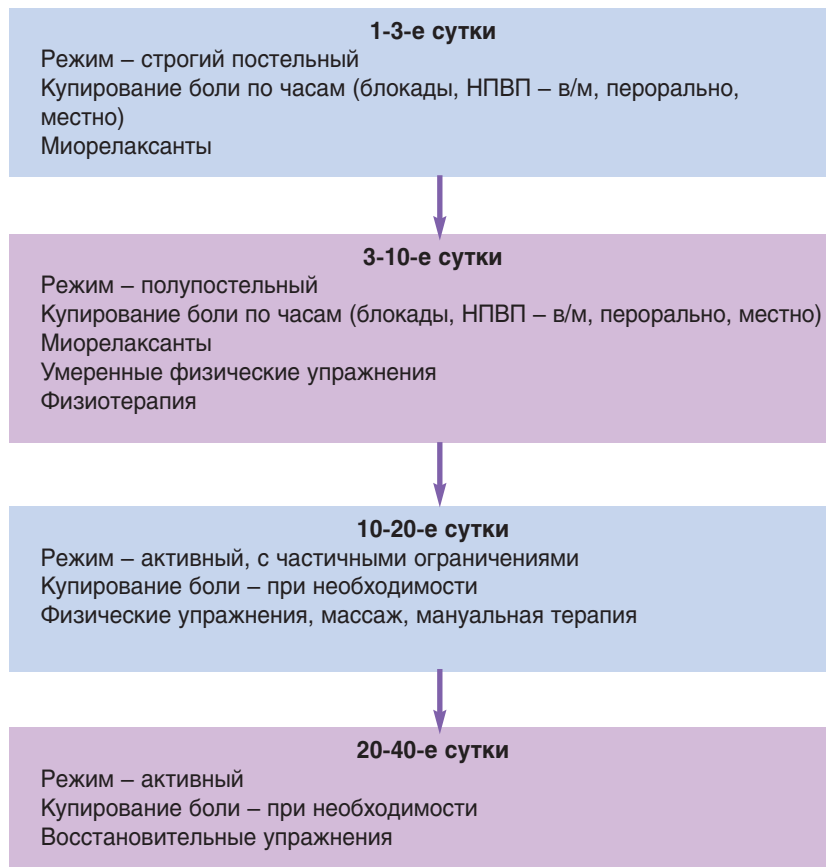 1-3-е сутки
Режим – строгий постельный
Купирование боли по часам (блокады, НПВП – в/м, перорально,
местно)
Миорелаксанты
3-10-е сутки
Режим – полупостельный
Купирование боли по часам (блокады, НПВП – в/м, перорально, местно)
Миорелаксанты
Умеренные физические упражнения
Физиотерапия
10-20-е сутки
Режим – активный, с частичными ограничениями
Купирование боли – при необходимости
Физические упражнения, массаж, мануальная терапия
20-40-е сутки
Режим – активный
Купирование боли – при необходимости
Восстановительные упражнения